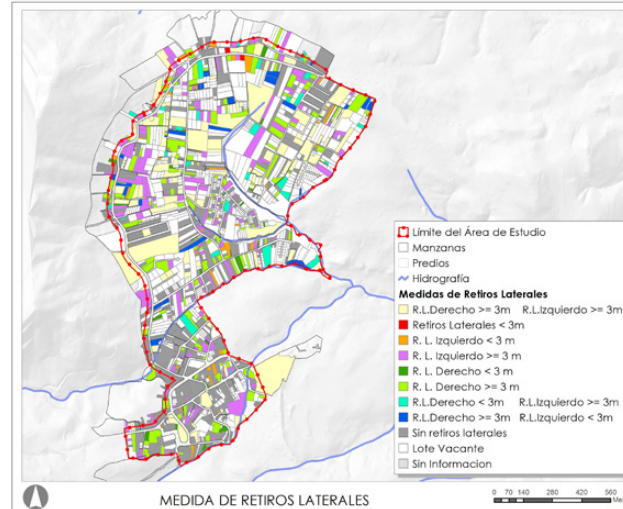 Límite del Área de Estudio
Manzanas
Predios
Hidrografía
Medidas de Retiros Laterales
R.L.Derecho >= 3m R.L.Izquierdo >= 3m
Retiros Laterales < 3m
R. L. Izquierdo < 3 m
R. L. Izquierdo >= 3 m
R. L. Derecho < 3 m
R. L. Derecho >= 3 m
R.L.Derecho < 3m R.L.Izquierdo >= 3m
R.L.Derecho >= 3m R.L.Izquierdo < 3m
Sin retiros laterales
Lote Vacante
Sin Informacion
MEDIDA DE RETIROS LATERALES
0 70 140 280 420 560